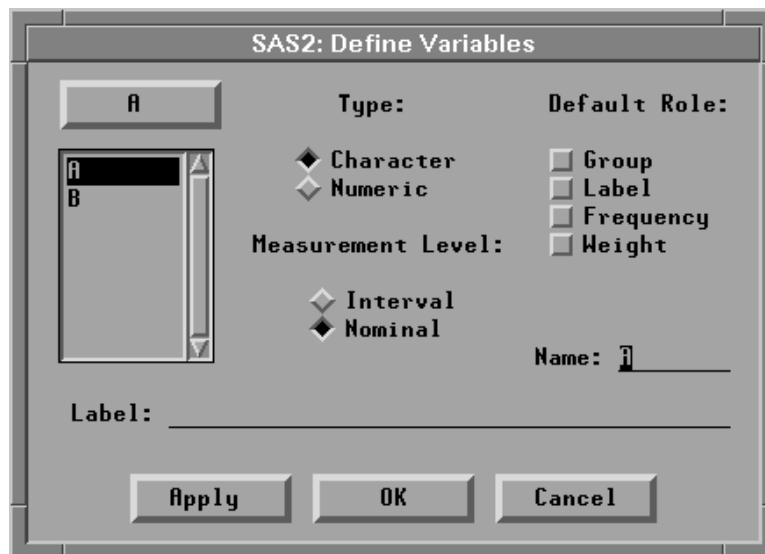 SAS2: Define Variables
A
A
B
Type:
Character
Numeric
Measurement Level:
Interval
Nominal
Default Role:
Group
Label
Frequency
Weight
Name: A
Label:
Apply
OK
Cancel